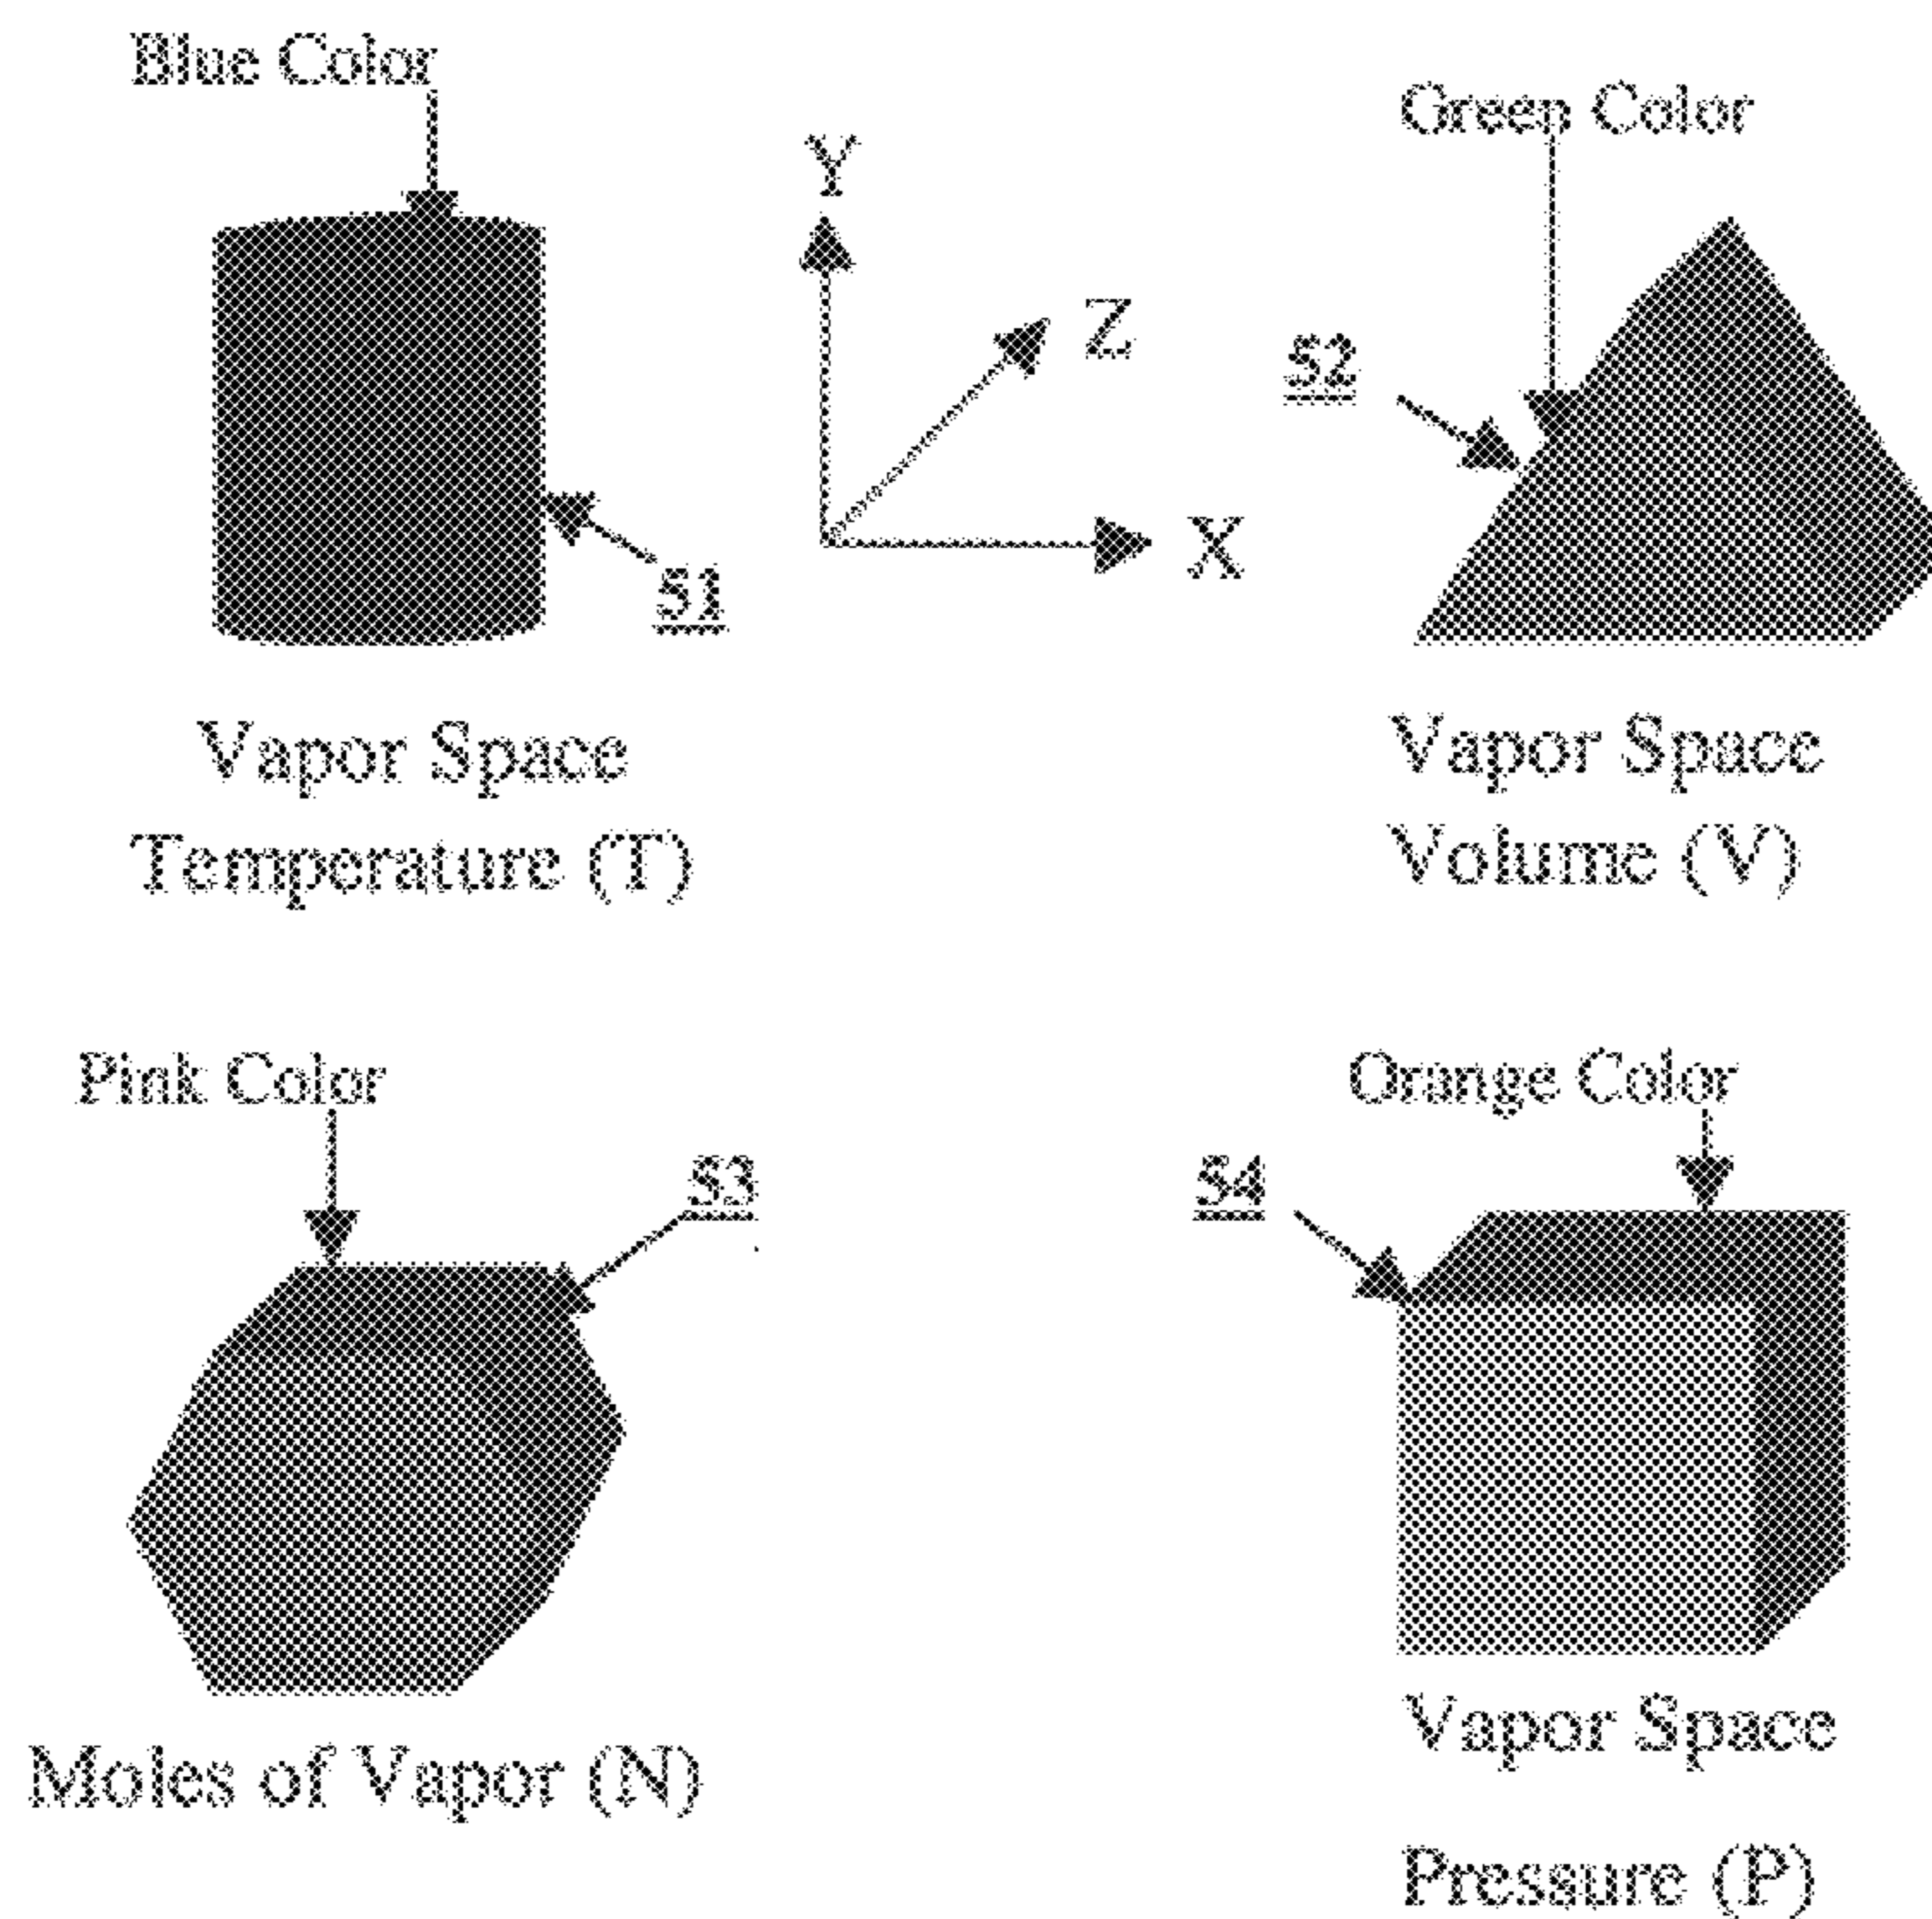 Blue Color
Green Color
Y
Z
X
52
51
Vapor Space
Temperature (T)
Vapor Space
Volume (V)
Pink Color
Orange Color
53
54
Moles of Vapor (N)
Vapor Space
Pressure (P)